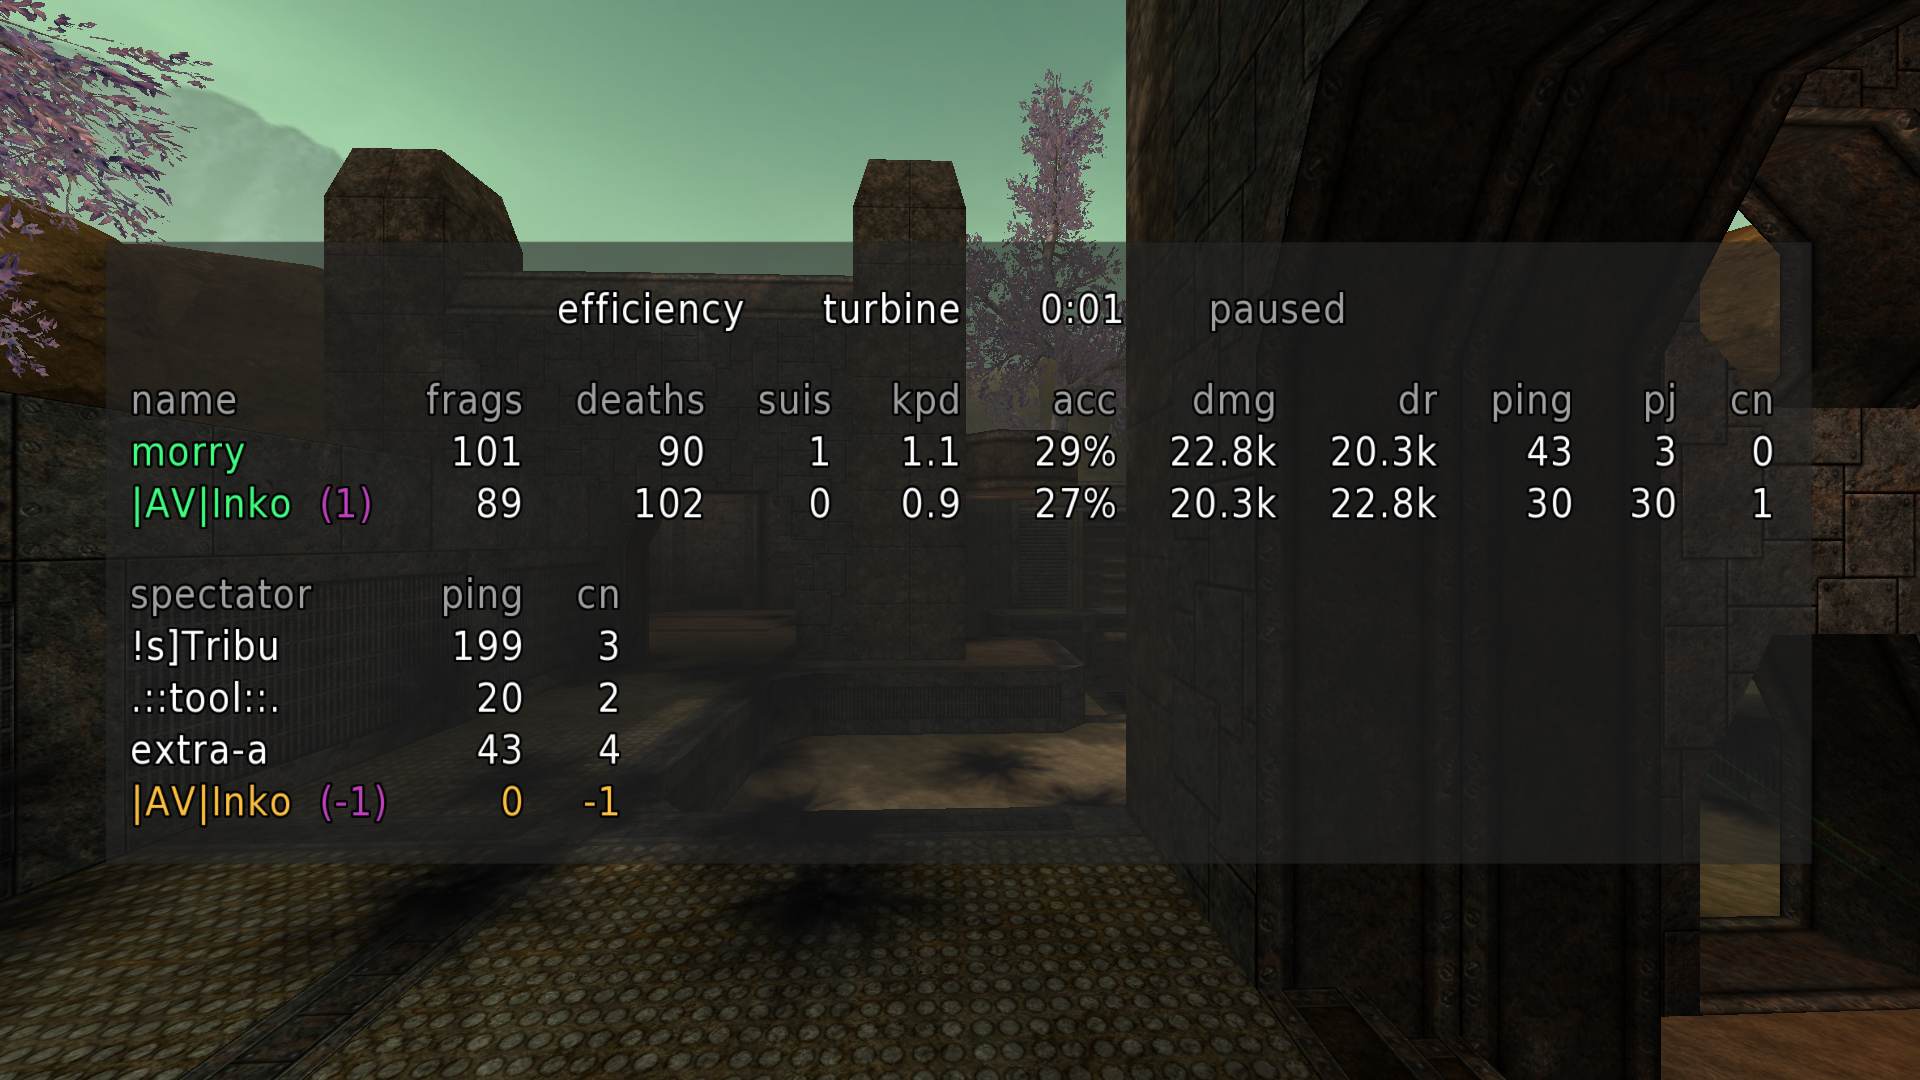 efficiency turbine 0:01 paused
name frags deaths suis kpd acc dmg dr ping pj cn
morry 101 90 1 1.1 29% 22.8k 20.3k 43 3 0
|AV|Inko (1) 89 102 0 0.9 27% 20.3k 22.8k 30 30 1
spectator ping cn
!s]Tribu 199 3
.::tool::. 20 2
extra-a 43 4
|AV|Inko (-1) 0 -1